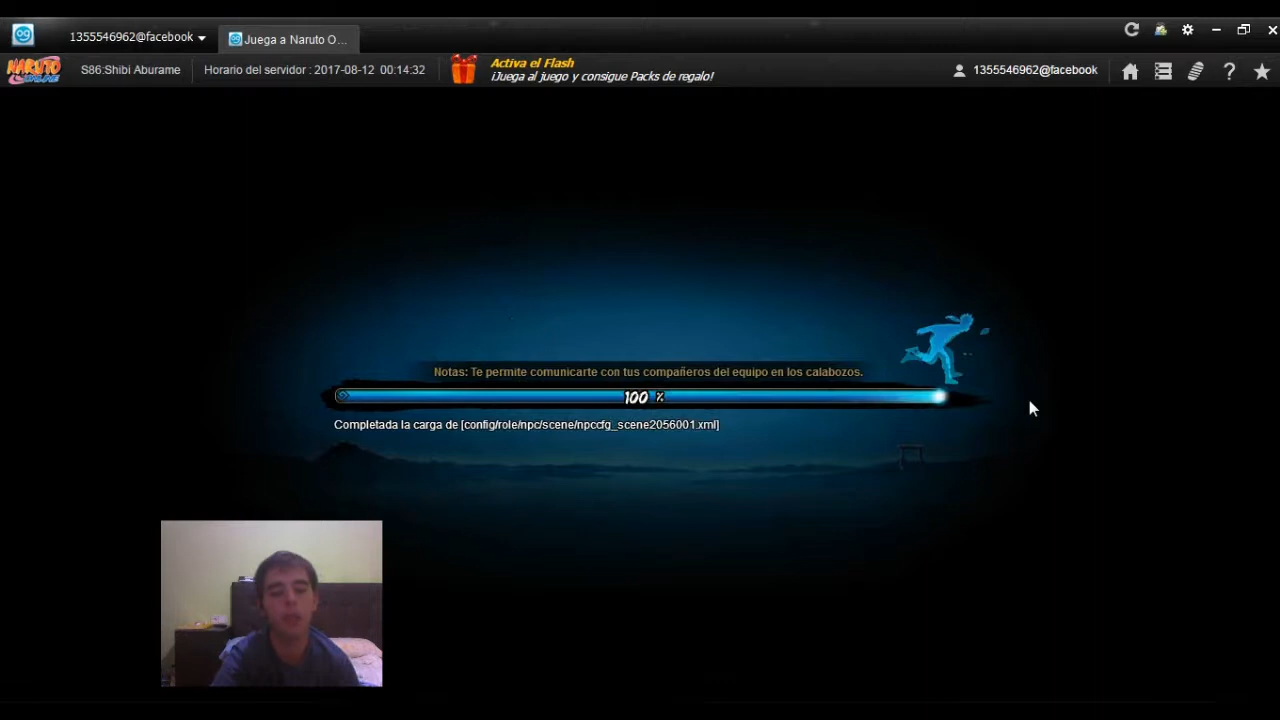 1355546962@facebook
Juega a Naruto O...
NARUTO
ONLINE
S86:Shibi Aburame
Horario del servidor : 2017-08-12 00:14:32
Activa el Flash
¡Juega al juego y consigue Packs de regalo!
1355546962@facebook
Notas: Te permite comunicarte con tus compañeros del equipo en los calabozos.
100 %
Completada la carga de [config/role/npc/scene/npccfg_scene2056001.xml]